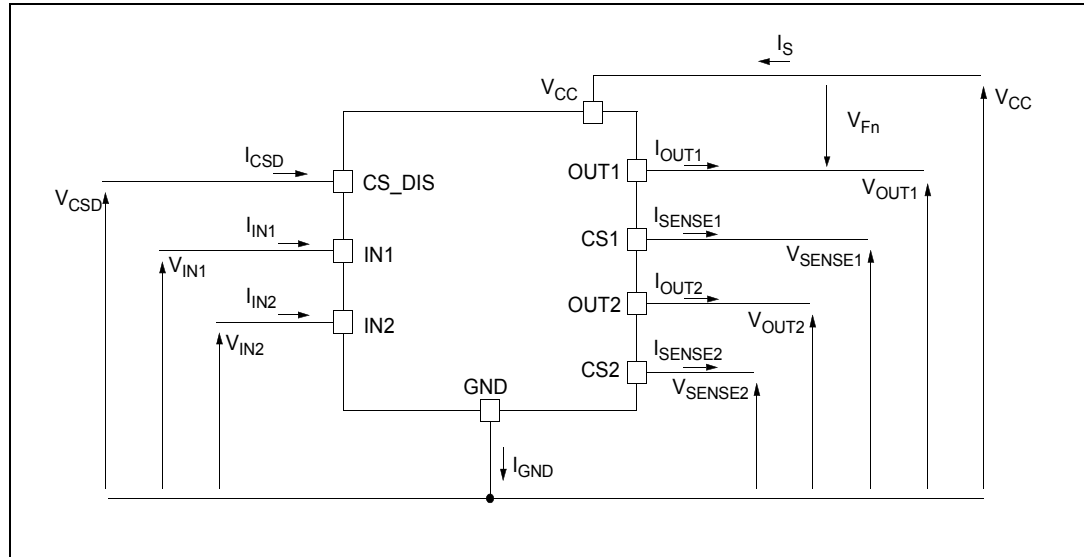 I_S
V_CC
V_CC
V_Fn
I_CSD
I_OUT1
CS_DIS
OUT1
V_CSD
V_OUT1
I_IN1
I_SENSE1
IN1
CS1
V_IN1
V_SENSE1
I_IN2
I_OUT2
IN2
OUT2
V_IN2
V_OUT2
I_SENSE2
CS2
V_SENSE2
GND
I_GND